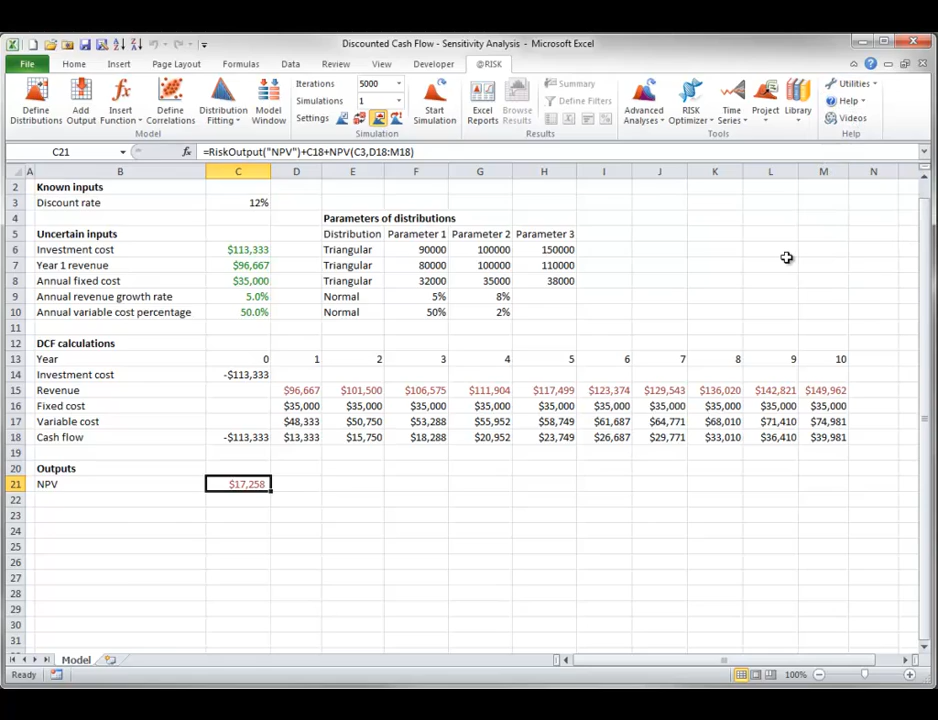 Discounted Cash Flow - Sensitivity Analysis - Microsoft Excel
File Home Insert Page Layout Formulas Data Review View Developer @RISK
Iterations 5000 Summary Utilities
Simulations 1 Define Filters Help
Settings Videos
Define Distributions Add Output Insert Function Define Correlations Distribution Fitting Model Window Start Simulation Excel Reports Browse Results Advanced Analyses RISK Optimizer Time Series Project Library
Model Simulation Results Tools Help
C21 fx =RiskOutput("NPV")+C18+NPV(C3,D18:M18)
A B C D E F G H I J K L M N
2 Known inputs
3 Discount rate 12%
4 Parameters of distributions
5 Uncertain inputs Distribution Parameter 1 Parameter 2 Parameter 3
6 Investment cost $113,333 Triangular 90000 100000 150000
7 Year 1 revenue $96,667 Triangular 80000 100000 110000
8 Annual fixed cost $35,000 Triangular 32000 35000 38000
9 Annual revenue growth rate 5.0% Normal 5% 8%
10 Annual variable cost percentage 50.0% Normal 50% 2%
11
12 DCF calculations
13 Year 0 1 2 3 4 5 6 7 8 9 10
14 Investment cost -$113,333
15 Revenue $96,667 $101,500 $106,575 $111,904 $117,499 $123,374 $129,543 $136,020 $142,821 $149,962
16 Fixed cost $35,000 $35,000 $35,000 $35,000 $35,000 $35,000 $35,000 $35,000 $35,000 $35,000
17 Variable cost $48,333 $50,750 $53,288 $55,952 $58,749 $61,687 $64,771 $68,010 $71,410 $74,981
18 Cash flow -$113,333 $13,333 $15,750 $18,288 $20,952 $23,749 $26,687 $29,771 $33,010 $36,410 $39,981
19
20 Outputs
21 NPV $17,258
22
23
24
25
26
27
28
29
30
31
Model
Ready 100%